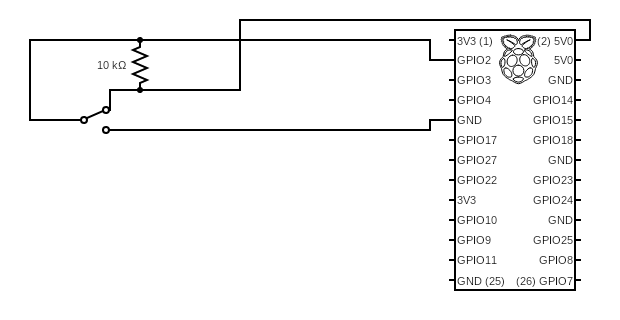 3V3 (1) (2) 5V0
GPIO2 5V0
10 kΩ
GPIO3 GND
GPIO4 GPIO14
GND GPIO15
GPIO17 GPIO18
GPIO27 GND
GPIO22 GPIO23
3V3 GPIO24
GPIO10 GND
GPIO9 GPIO25
GPIO11 GPIO8
GND (25) (26) GPIO7